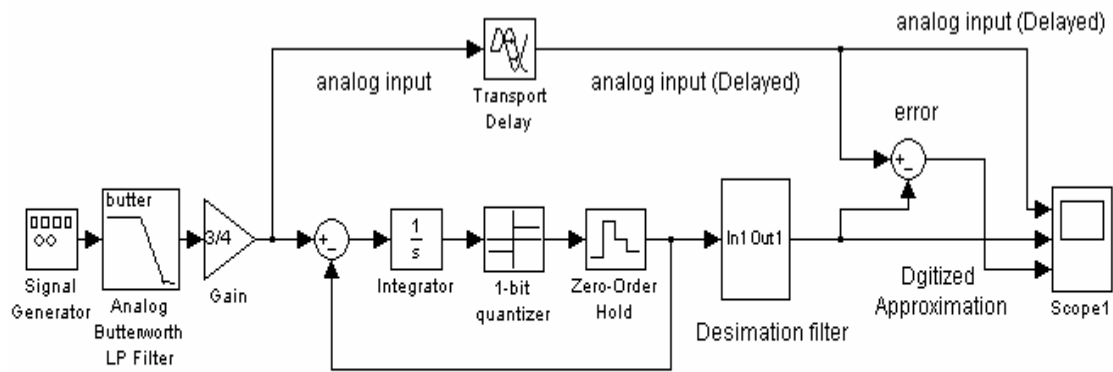 analog input (Delayed)
analog input
Transport
Delay
analog input (Delayed)
error
butter
3/4
1
s
In1 Out1
Signal
Generator
Analog
Butterworth
LP Filter
Gain
Integrator
1-bit
quantizer
Zero-Order
Hold
Desimation filter
Dgitized
Approximation
Scope1